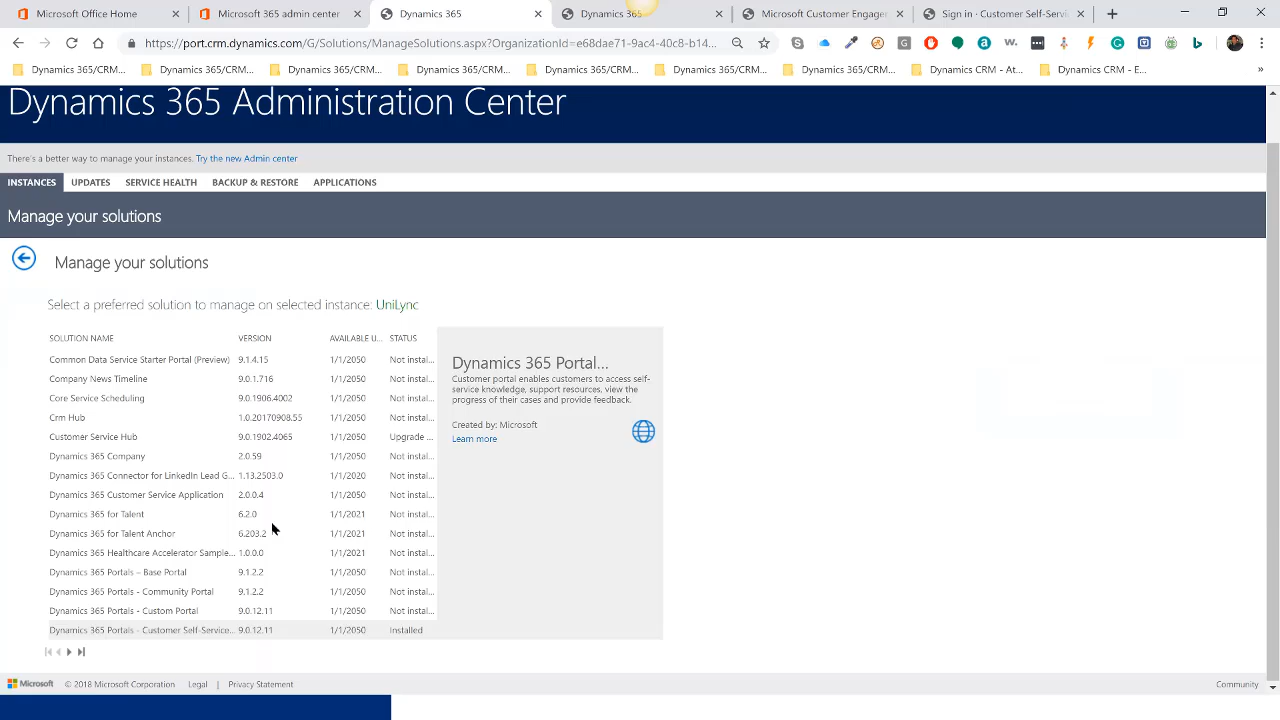 Microsoft Office Home
Microsoft 365 admin center
Dynamics 365
Dynamics 365
Microsoft Customer Engage
Sign in · Customer Self-Servi
https://port.crm.dynamics.com/G/Solutions/ManageSolutions.aspx?OrganizationId=e68dae71-9ac4-40c8-b14...
Dynamics 365/CRM...
Dynamics 365/CRM...
Dynamics 365/CRM...
Dynamics 365/CRM...
Dynamics 365/CRM...
Dynamics 365/CRM...
Dynamics 365/CRM...
Dynamics CRM - At...
Dynamics CRM - E...
Dynamics 365 Administration Center
There's a better way to manage your instances. Try the new Admin center
INSTANCES UPDATES SERVICE HEALTH BACKUP & RESTORE APPLICATIONS
Manage your solutions
Manage your solutions
Select a preferred solution to manage on selected instance: UniLync
SOLUTION NAME VERSION AVAILABLE U... STATUS
Common Data Service Starter Portal (Preview) 9.1.4.15 1/1/2050 Not instal...
Company News Timeline 9.0.1.716 1/1/2050 Not instal...
Core Service Scheduling 9.0.1906.4002 1/1/2050 Not instal...
Crm Hub 1.0.20170908.55 1/1/2050 Not instal...
Customer Service Hub 9.0.1902.4065 1/1/2050 Upgrade ...
Dynamics 365 Company 2.0.59 1/1/2050 Not instal...
Dynamics 365 Connector for LinkedIn Lead G... 1.13.2503.0 1/1/2020 Not instal...
Dynamics 365 Customer Service Application 2.0.0.4 1/1/2050 Not instal...
Dynamics 365 for Talent 6.2.0 1/1/2021 Not instal...
Dynamics 365 for Talent Anchor 6.203.2 1/1/2021 Not instal...
Dynamics 365 Healthcare Accelerator Sample... 1.0.0.0 1/1/2021 Not instal...
Dynamics 365 Portals – Base Portal 9.1.2.2 1/1/2050 Not instal...
Dynamics 365 Portals - Community Portal 9.1.2.2 1/1/2050 Not instal...
Dynamics 365 Portals - Custom Portal 9.0.12.11 1/1/2050 Not instal...
Dynamics 365 Portals - Customer Self-Service... 9.0.12.11 1/1/2050 Installed
Dynamics 365 Portal...
Customer portal enables customers to access self-
service knowledge, support resources, view the
progress of their cases and provide feedback.
Created by: Microsoft
Learn more
Microsoft © 2018 Microsoft Corporation Legal | Privacy Statement Community